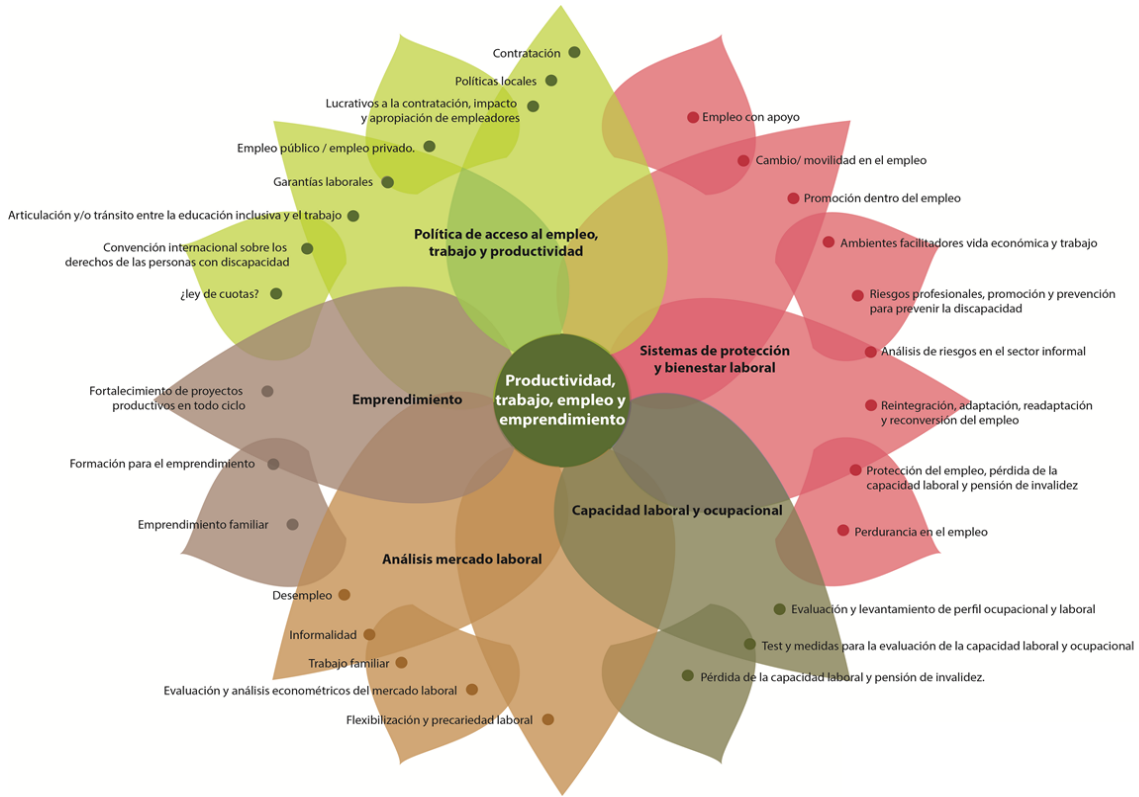 Contratación
Políticas locales
Lucrativos a la contratación, impacto
y apropiación de empleadores
Empleo público / empleo privado.
Garantías laborales
Articulación y/o tránsito entre la educación inclusiva y el trabajo
Convención internacional sobre los
derechos de las personas con discapacidad
¿ley de cuotas?
Política de acceso al empleo,
trabajo y productividad
Empleo con apoyo
Cambio/ movilidad en el empleo
Promoción dentro del empleo
Ambientes facilitadores vida económica y trabajo
Riesgos profesionales, promoción y prevención
para prevenir la discapacidad
Análisis de riesgos en el sector informal
Reintegración, adaptación, readaptación
y reconversión del empleo
Protección del empleo, pérdida de la
capacidad laboral y pensión de invalidez
Perdurancia en el empleo
Sistemas de protección
y bienestar laboral
Productividad,
trabajo, empleo y
emprendimiento
Emprendimiento
Fortalecimiento de proyectos
productivos en todo ciclo
Formación para el emprendimiento
Emprendimiento familiar
Capacidad laboral y ocupacional
Evaluación y levantamiento de perfil ocupacional y laboral
Test y medidas para la evaluación de la capacidad laboral y ocupacional
Pérdida de la capacidad laboral y pensión de invalidez.
Análisis mercado laboral
Desempleo
Informalidad
Trabajo familiar
Evaluación y análisis econométricos del mercado laboral
Flexibilización y precariedad laboral